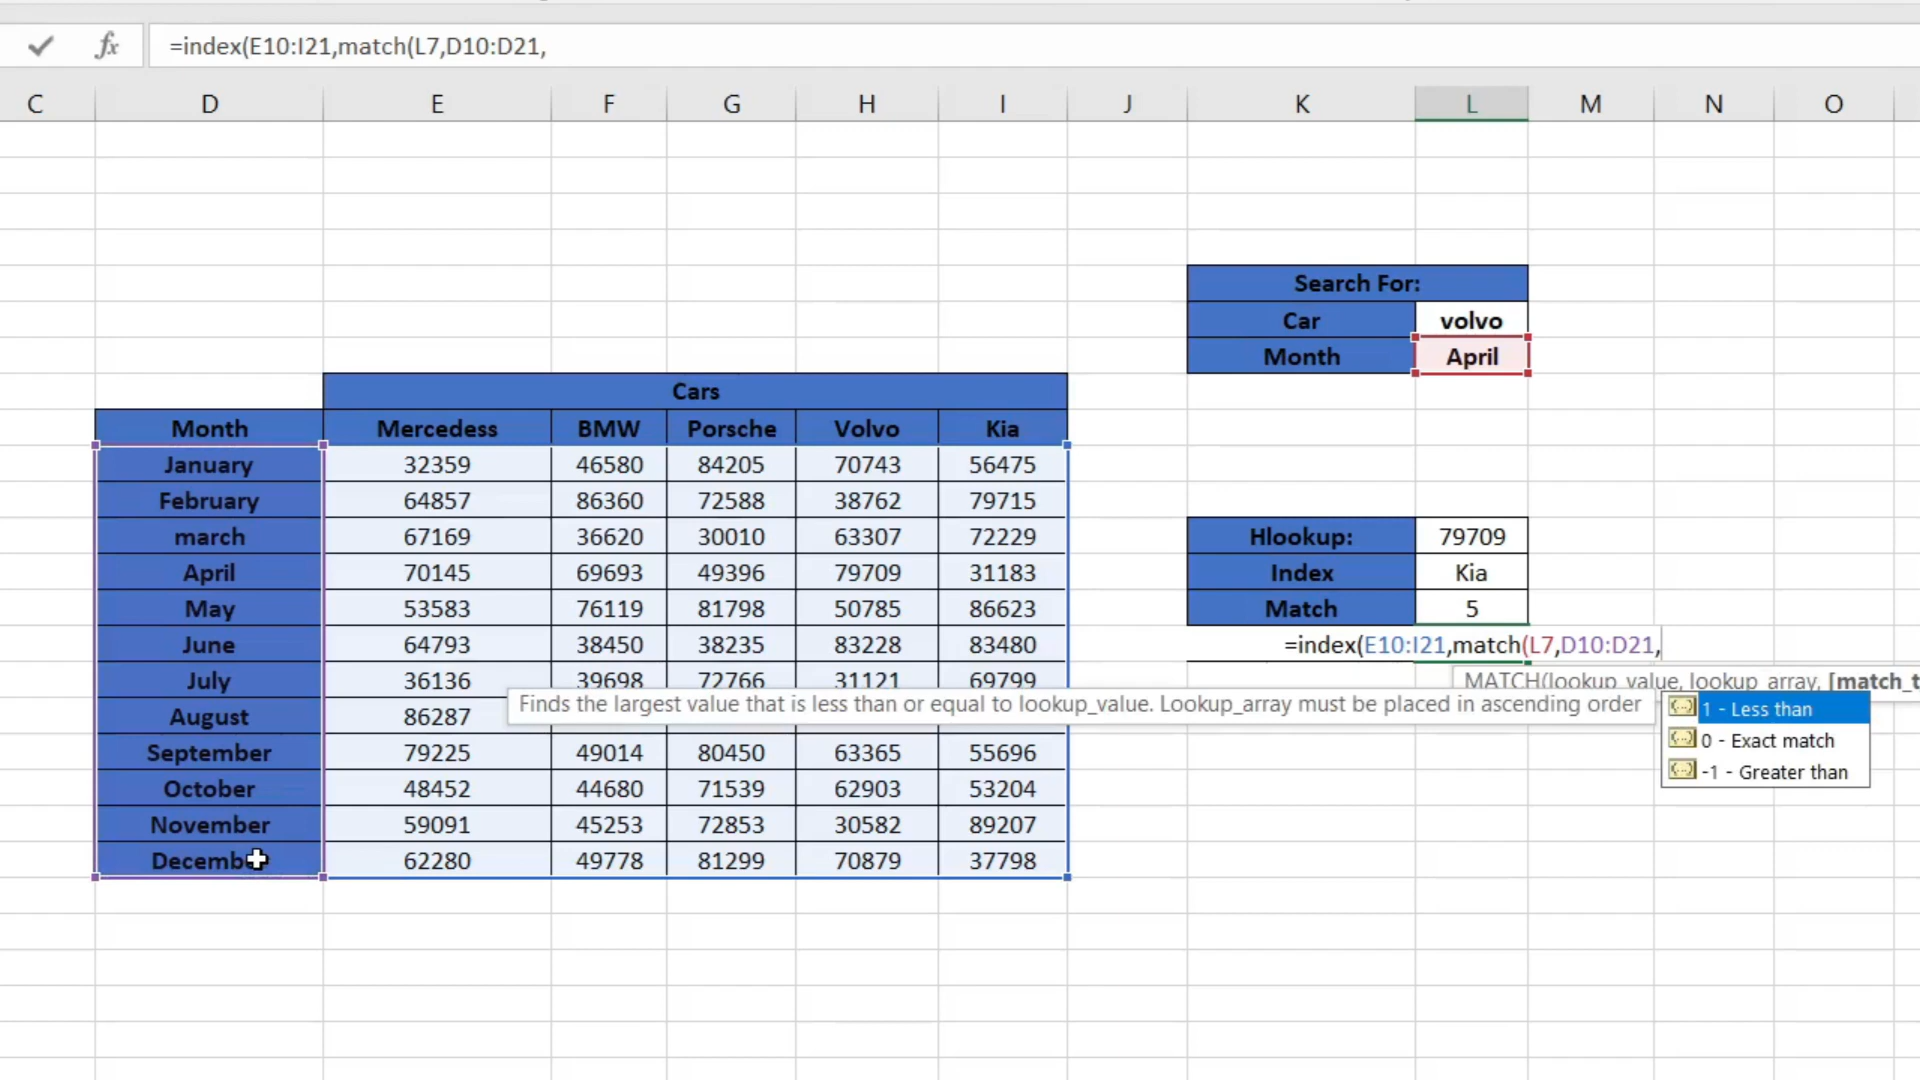 =index(E10:I21,match(L7,D10:D21,
C D E F G H I J K L M N O
Search For:
Car volvo
Month April
Cars
Month Mercedess BMW Porsche Volvo Kia
January 32359 46580 84205 70743 56475
February 64857 86360 72588 38762 79715
march 67169 36620 30010 63307 72229
Hlookup: 79709
April 70145 69693 49396 79709 31183
Index Kia
May 53583 76119 81798 50785 86623
Match 5
June 64793 38450 38235 83228 83480
=index(E10:I21,match(L7,D10:D21,
July 36136 39698 72766 31121 69799
MATCH(lookup_value, lookup_array, [match_t
August 86287
Finds the largest value that is less than or equal to lookup_value. Lookup_array must be placed in ascending order
1 - Less than
0 - Exact match
-1 - Greater than
September 79225 49014 80450 63365 55696
October 48452 44680 71539 62903 53204
November 59091 45253 72853 30582 89207
Decembe 62280 49778 81299 70879 37798